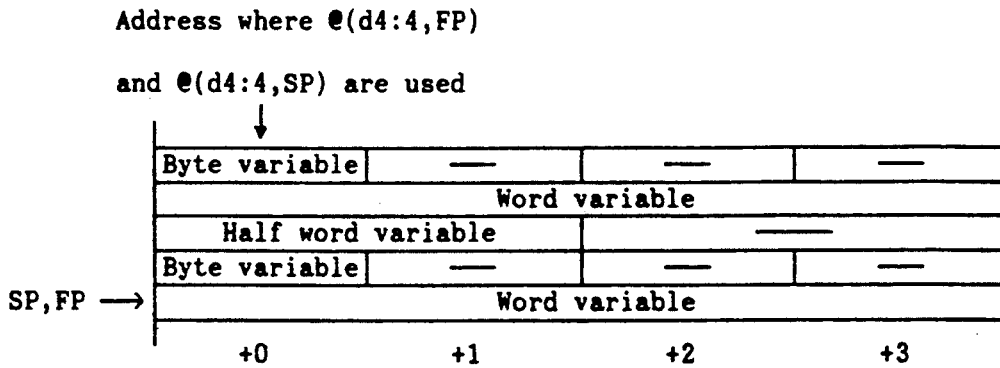 Address where @(d4:4,FP)
and @(d4:4,SP) are used
Byte variable — — —
Word variable
Half word variable —
Byte variable — — —
SP,FP → Word variable
+0 +1 +2 +3